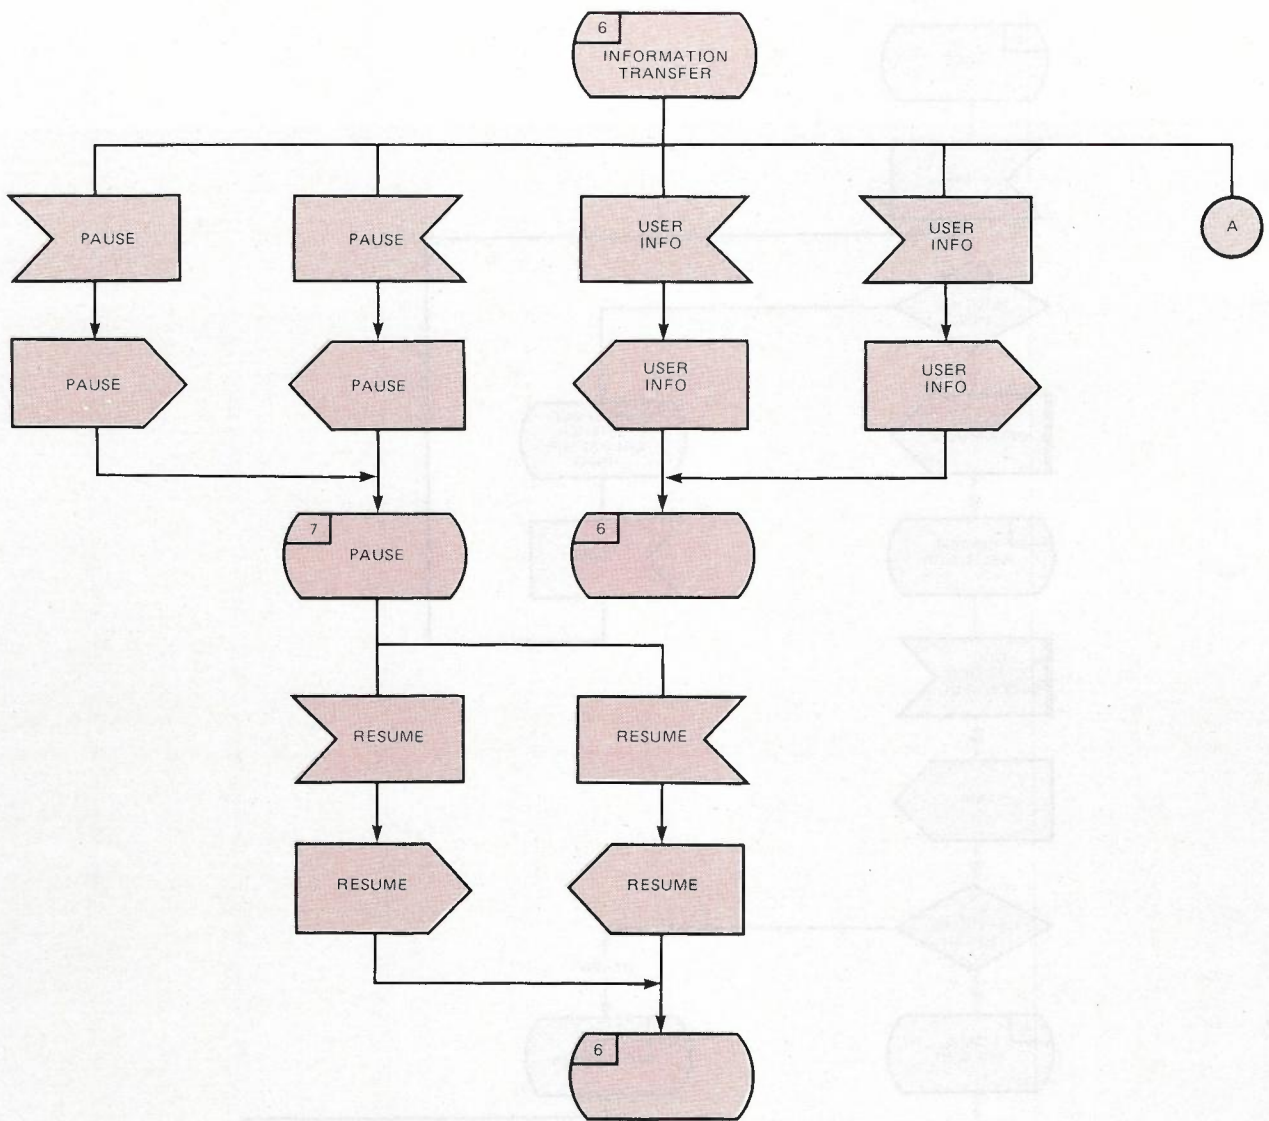 6
INFORMATION
TRANSFER
PAUSE
PAUSE
USER
INFO
USER
INFO
A
PAUSE
PAUSE
USER
INFO
USER
INFO
7
PAUSE
6
RESUME
RESUME
RESUME
RESUME
6